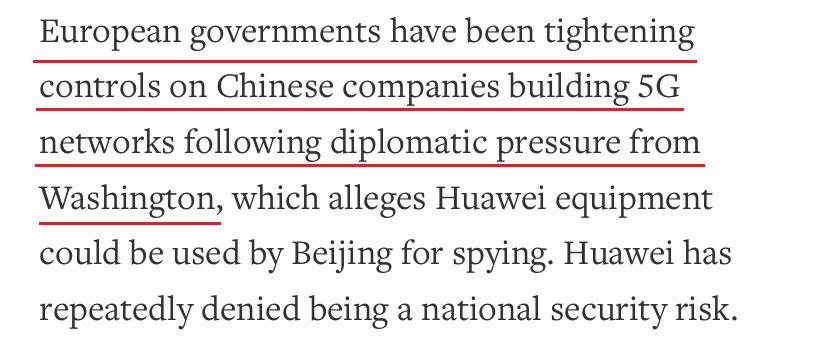 European governments have been tightening
controls on Chinese companies building 5G
networks following diplomatic pressure from
Washington, which alleges Huawei equipment
could be used by Beijing for spying. Huawei has
repeatedly denied being a national security risk.